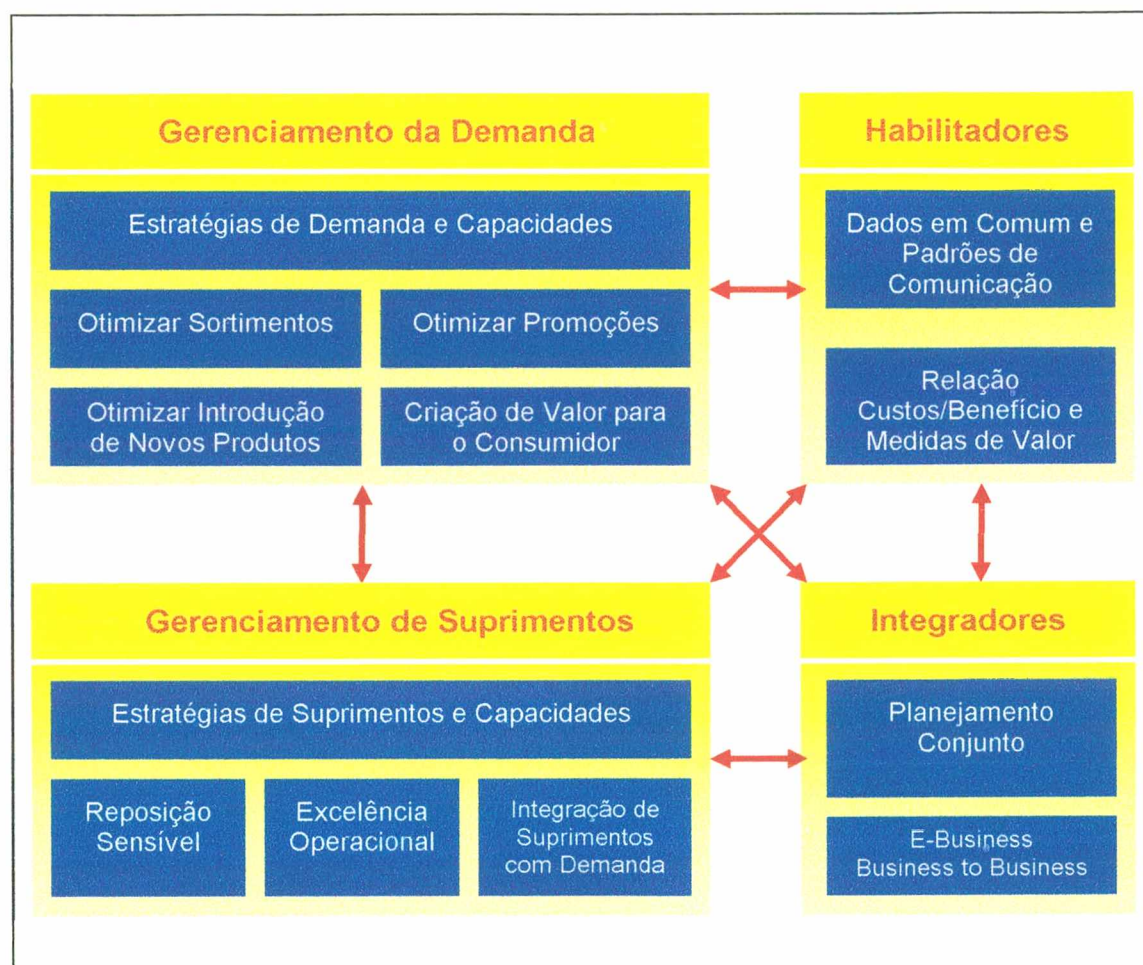 Gerenciamento da Demanda
Estratégias de Demanda e Capacidades
Otimizar Sortimentos
Otimizar Promoções
Otimizar Introdução
de Novos Produtos
Criação de Valor para
o Consumidor
Habilitadores
Dados em Comum e
Padrões de
Comunicação
Relação
Custos/Benefício e
Medidas de Valor
Gerenciamento de Suprimentos
Estratégias de Suprimentos e Capacidades
Reposição
Sensível
Excelência
Operacional
Integração de
Suprimentos
com Demanda
Integradores
Planejamento
Conjunto
E-Business
Business to Business